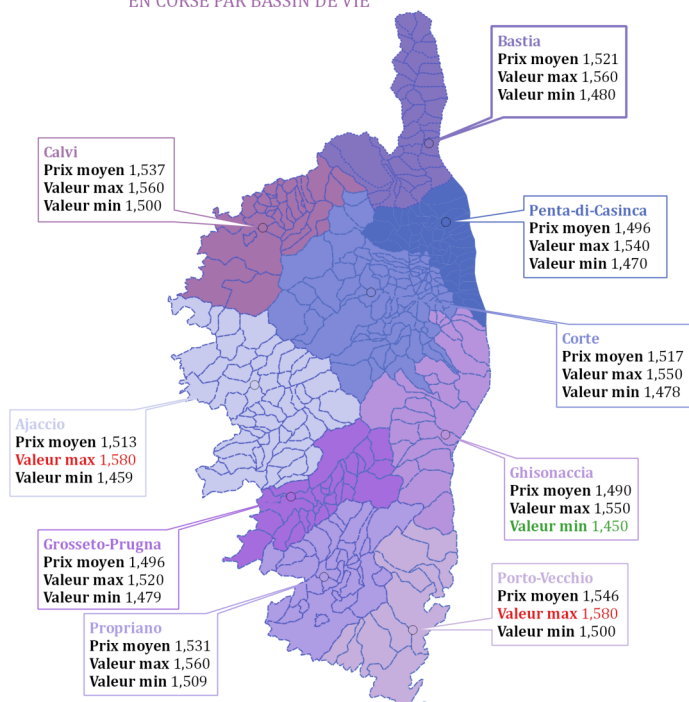 EN CORSE PAR BASSIN DE VIE
Bastia
Prix moyen 1,521
Valeur max 1,560
Valeur min 1,480
Calvi
Prix moyen 1,537
Valeur max 1,560
Valeur min 1,500
Penta-di-Casinca
Prix moyen 1,496
Valeur max 1,540
Valeur min 1,470
Corte
Prix moyen 1,517
Valeur max 1,550
Valeur min 1,478
Ajaccio
Prix moyen 1,513
Valeur max 1,580
Valeur min 1,459
Ghisonaccia
Prix moyen 1,490
Valeur max 1,550
Valeur min 1,450
Grosseto-Prugna
Prix moyen 1,496
Valeur max 1,520
Valeur min 1,479
Porto-Vecchio
Prix moyen 1,546
Valeur max 1,580
Valeur min 1,500
Propriano
Prix moyen 1,531
Valeur max 1,560
Valeur min 1,509